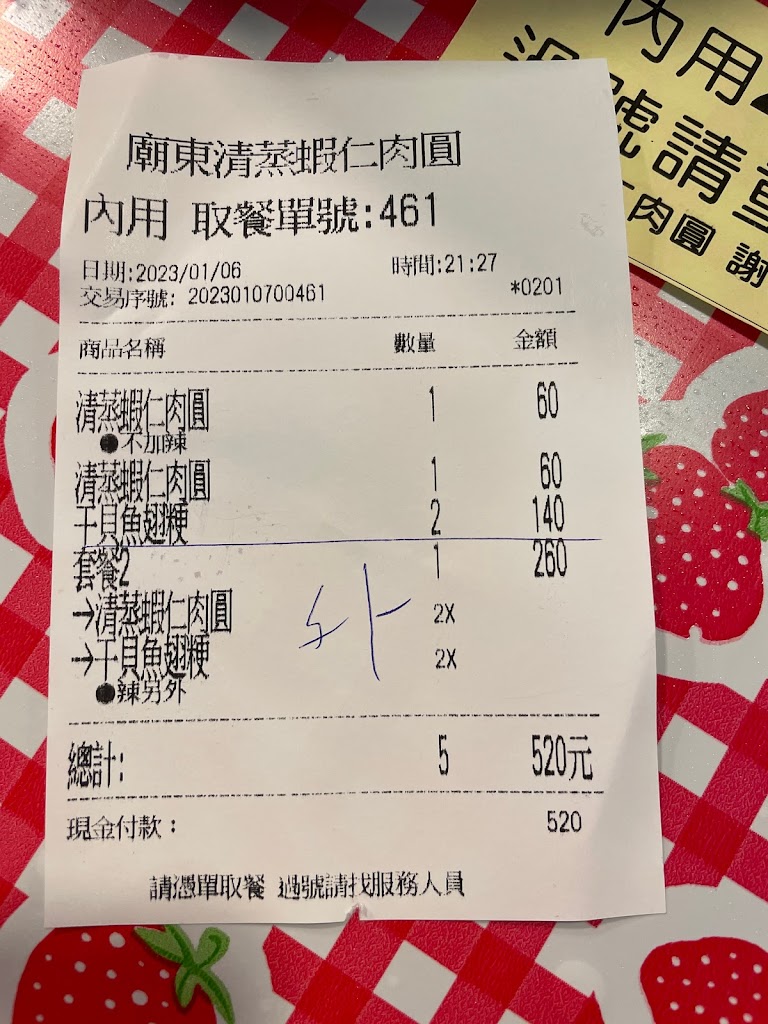 廟東清蒸蝦仁肉圓
內用 取餐單號:461
日期:2023/01/06 時間:21:27
交易序號: 2023010700461 *0201
商品名稱 數量 金額
清蒸蝦仁肉圓 1 60
●不加辣
清蒸蝦仁肉圓 1 60
干貝魚翅粳 2 140
套餐2 1 260
→清蒸蝦仁肉圓 2X
→干貝魚翅粳 2X
●辣另外
外
總計: 5 520元
現金付款： 520
請憑單取餐 過號請找服務人員
內用
過號請重
肉圓 謝